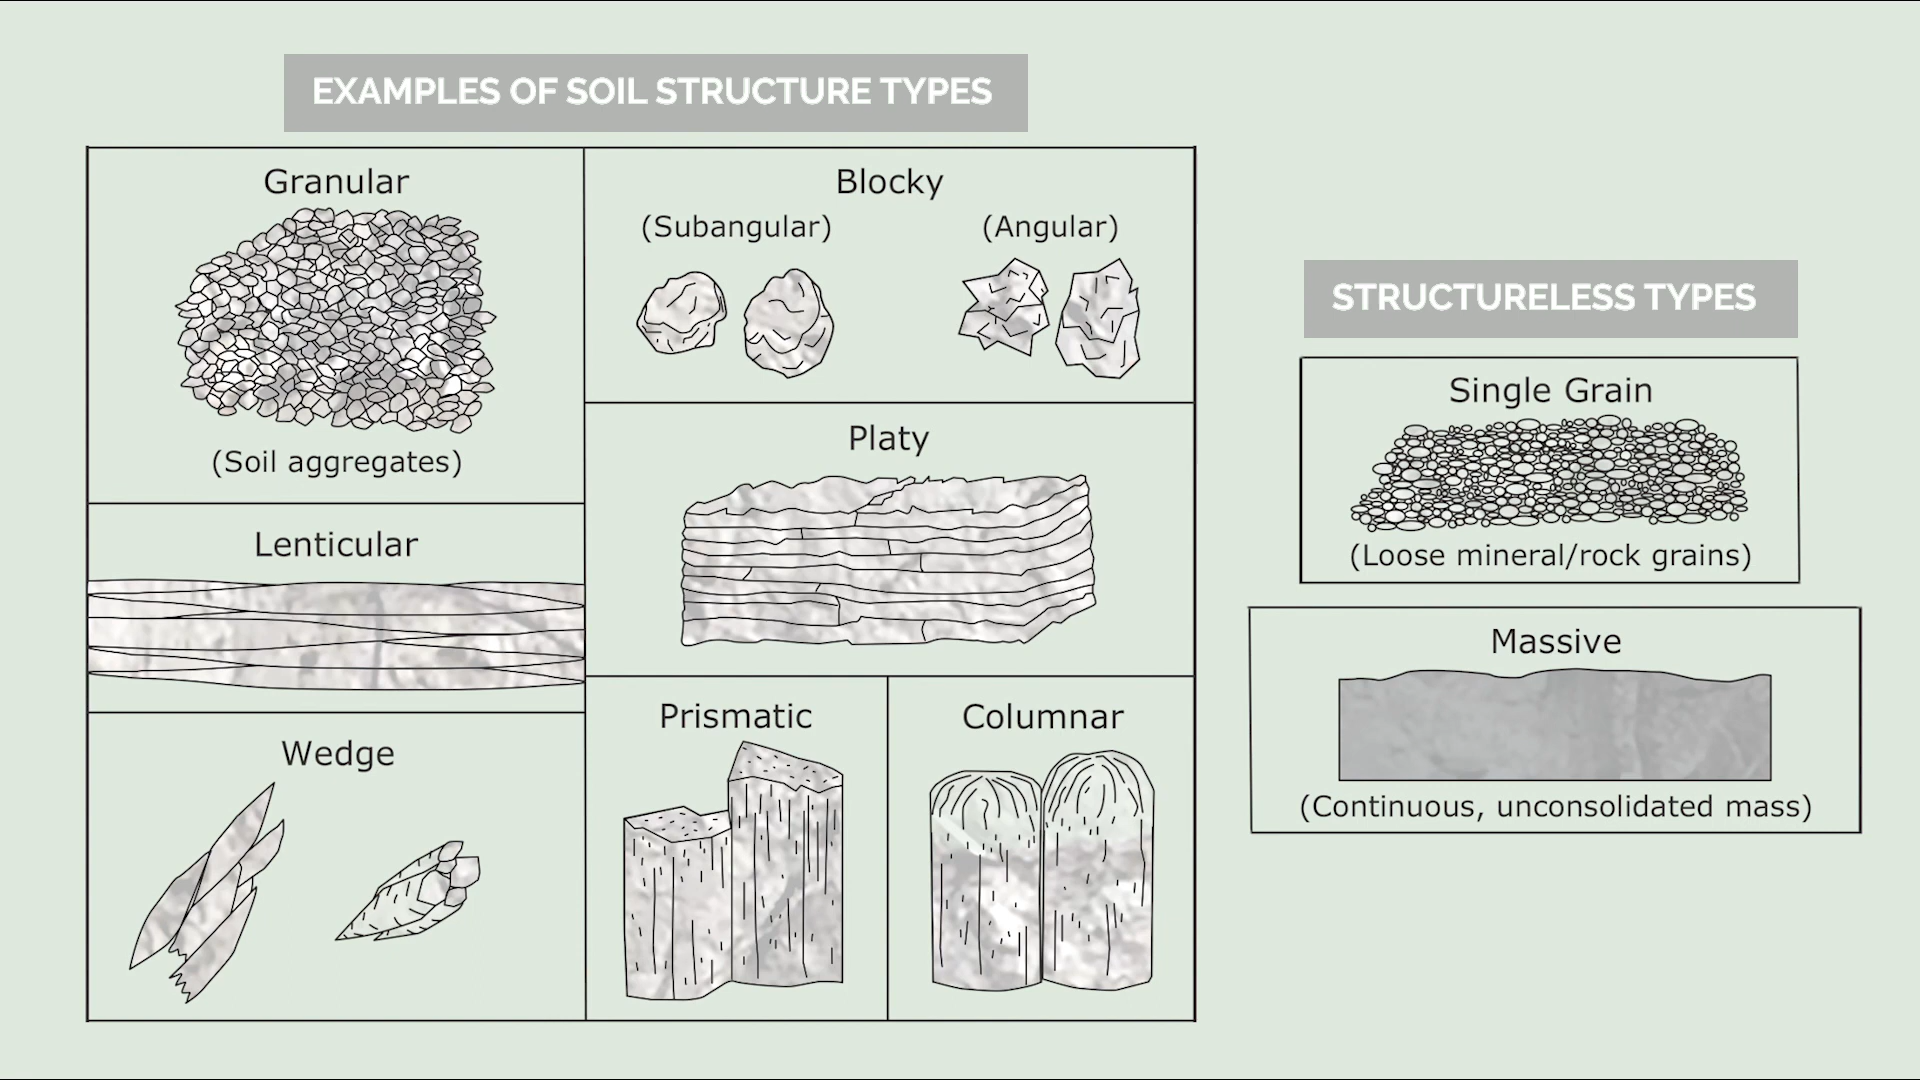 EXAMPLES OF SOIL STRUCTURE TYPES
Granular
(Soil aggregates)
Lenticular
Wedge
Blocky
(Subangular)
(Angular)
Platy
Prismatic
Columnar
STRUCTURELESS TYPES
Single Grain
(Loose mineral/rock grains)
Massive
(Continuous, unconsolidated mass)